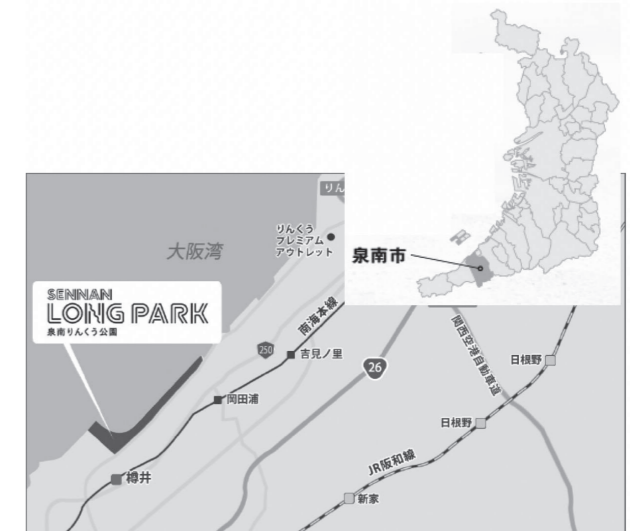 泉南市
りん
りんくう
プレミアム
アウトレット
大阪湾
SENNAN
LONG PARK
泉南りんくう公園
南海本線
250
吉見ノ里
26
関西空港自動車道
日根野
岡田浦
日根野
JR阪和線
樽井
新家